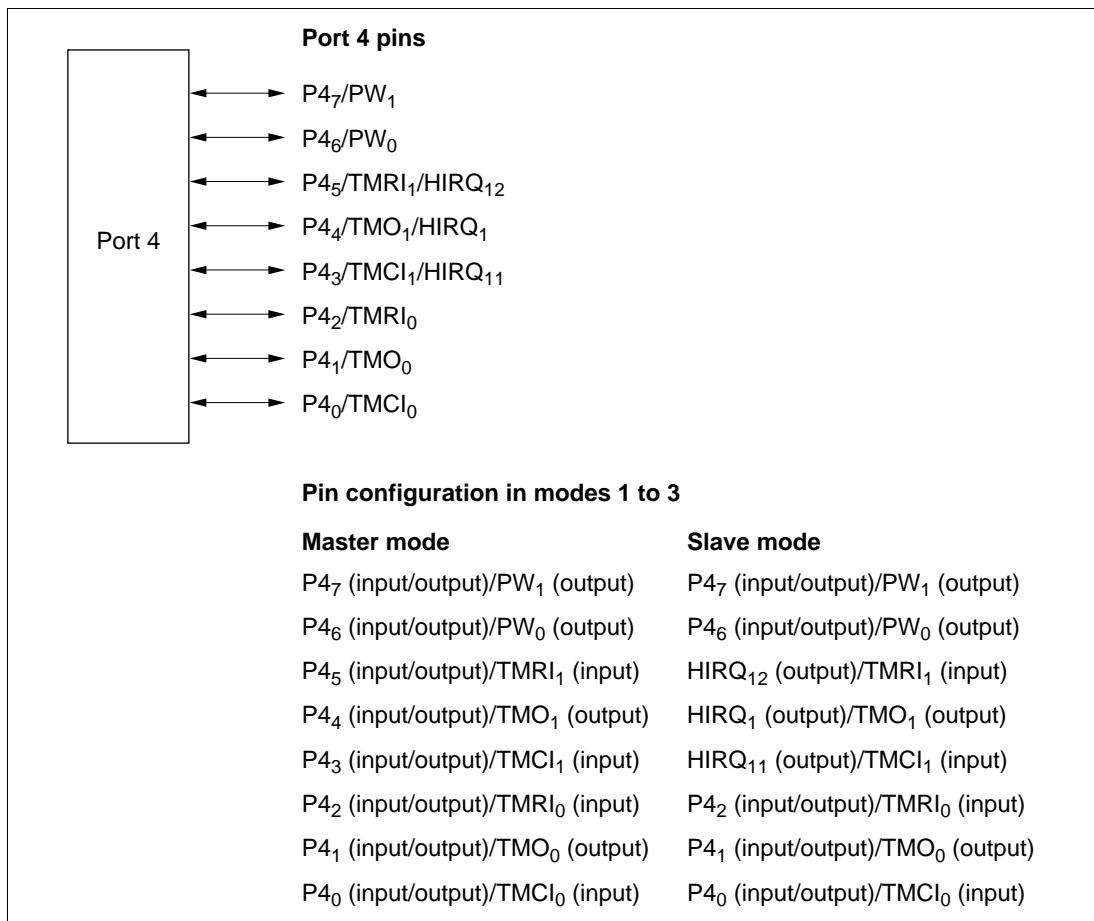 Port 4 pins
P4₇/PW₁
P4₆/PW₀
P4₅/TMRI₁/HIRQ₁₂
Port 4
P4₄/TMO₁/HIRQ₁
P4₃/TMCI₁/HIRQ₁₁
P4₂/TMRI₀
P4₁/TMO₀
P4₀/TMCI₀
Pin configuration in modes 1 to 3
Master mode Slave mode
P4₇ (input/output)/PW₁ (output) P4₇ (input/output)/PW₁ (output)
P4₆ (input/output)/PW₀ (output) P4₆ (input/output)/PW₀ (output)
P4₅ (input/output)/TMRI₁ (input) HIRQ₁₂ (output)/TMRI₁ (input)
P4₄ (input/output)/TMO₁ (output) HIRQ₁ (output)/TMO₁ (output)
P4₃ (input/output)/TMCI₁ (input) HIRQ₁₁ (output)/TMCI₁ (input)
P4₂ (input/output)/TMRI₀ (input) P4₂ (input/output)/TMRI₀ (input)
P4₁ (input/output)/TMO₀ (output) P4₁ (input/output)/TMO₀ (output)
P4₀ (input/output)/TMCI₀ (input) P4₀ (input/output)/TMCI₀ (input)